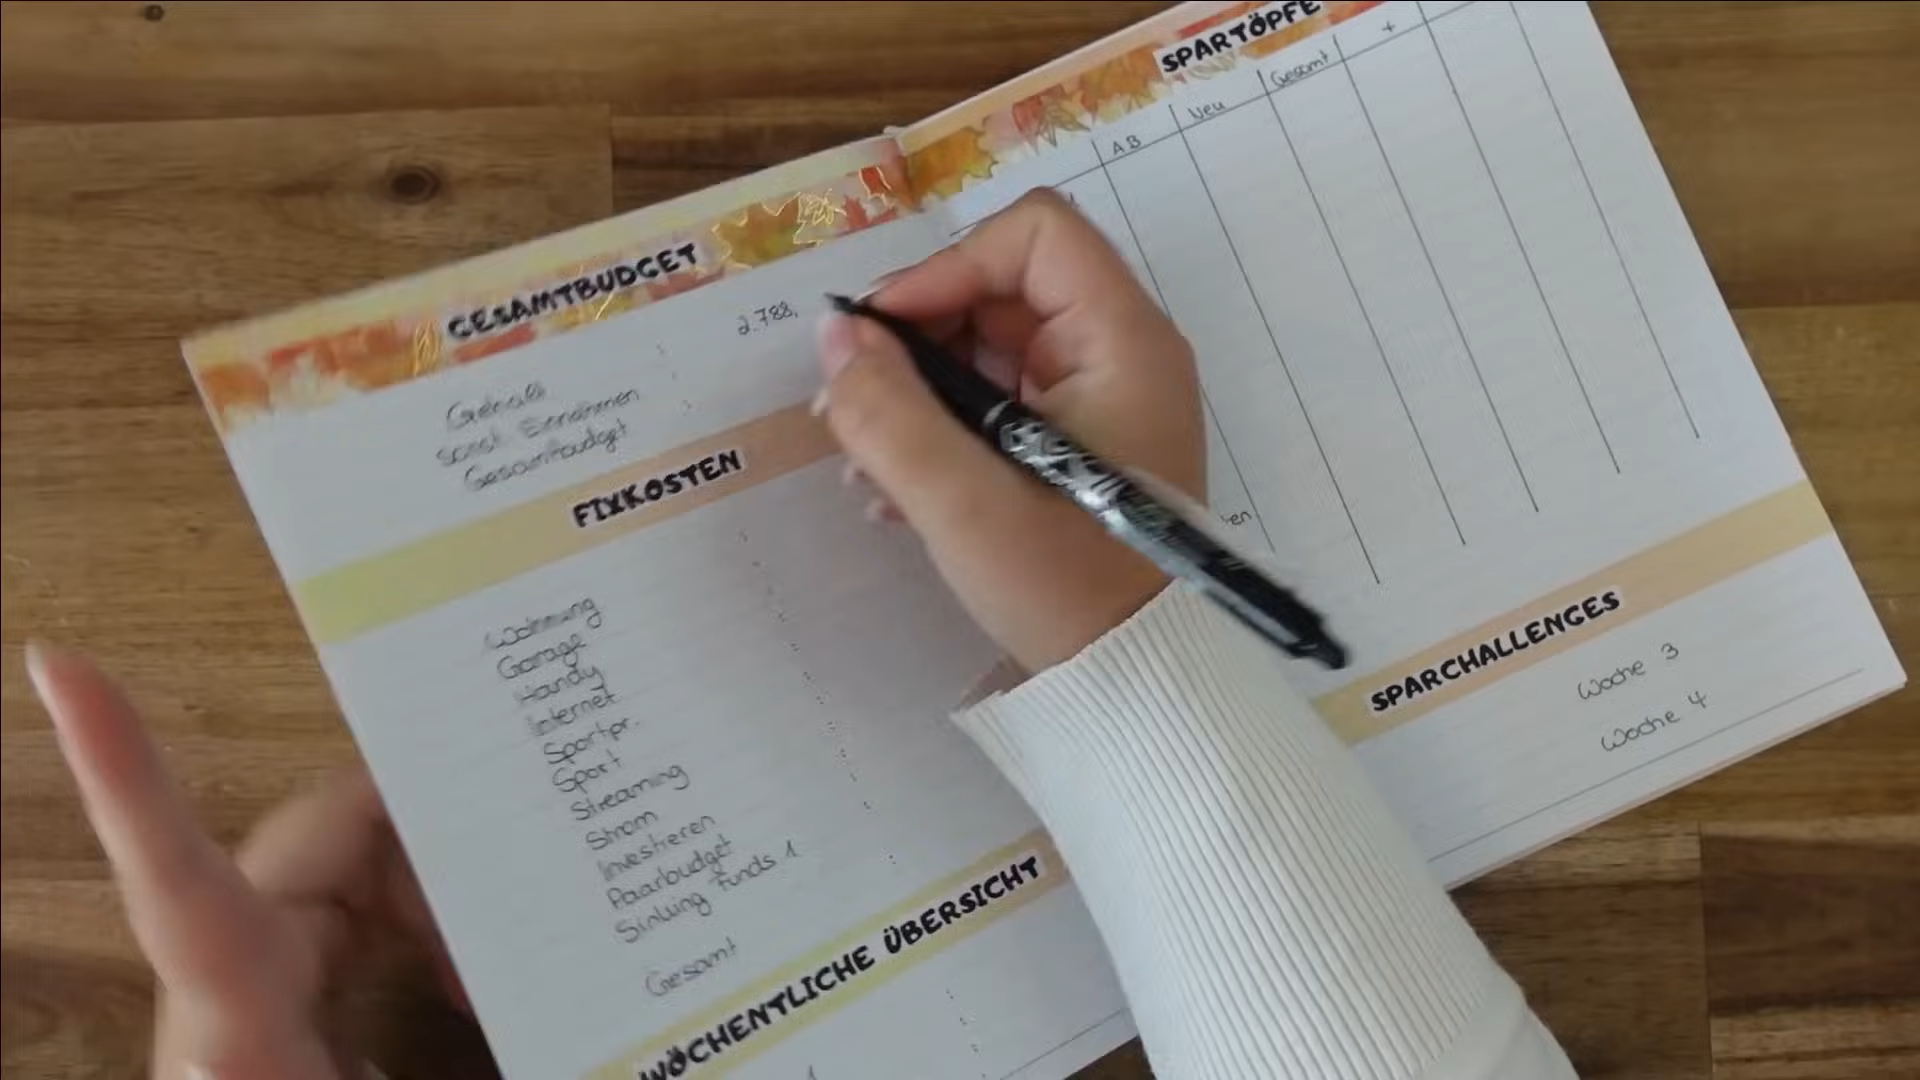 GESAMTBUDGET
Gehalt : 2.788,
sonst. Einnahmen :
Gesamtbudget :
FIXKOSTEN
Wohnung :
Garage :
Handy :
Internet :
Sportpr. :
Sport :
Streaming :
Strom :
Investieren :
Paarbudget :
Sinking Funds 1 :
Gesamt :
WÖCHENTLICHE ÜBERSICHT
SPARTÖPFE
AB Neu Gesamt +
ten
SPARCHALLENGES
Woche 3
Woche 4